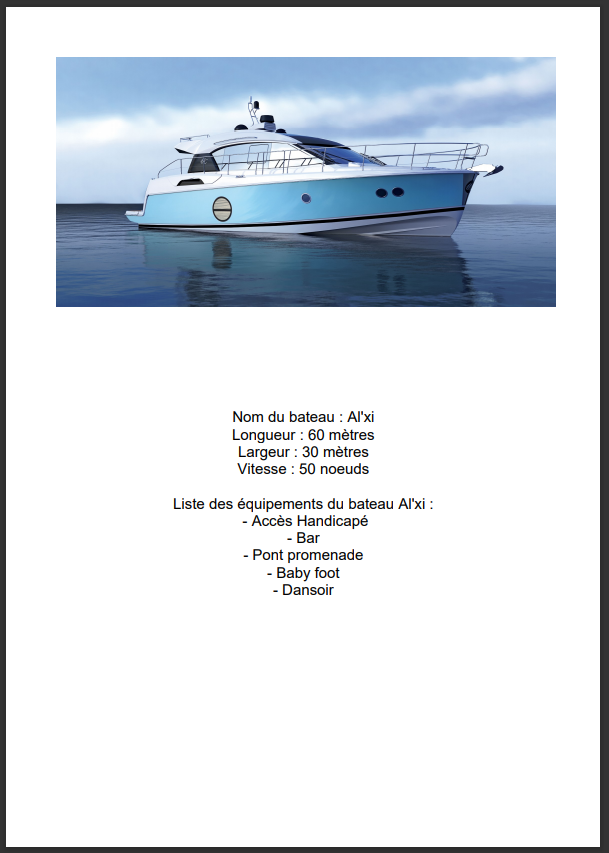 Nom du bateau : Al'xi
Longueur : 60 mètres
Largeur : 30 mètres
Vitesse : 50 noeuds
Liste des équipements du bateau Al'xi :
- Accès Handicapé
- Bar
- Pont promenade
- Baby foot
- Dansoir